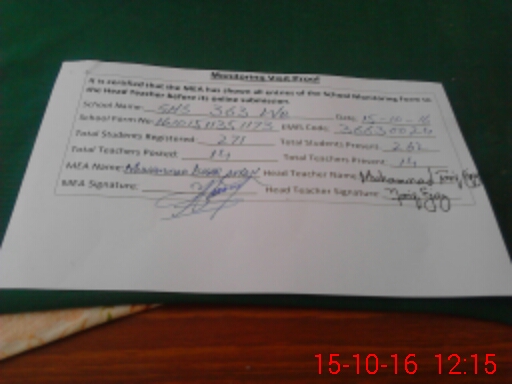 Monitoring Visit Proof
It is certified that the MEA has shown all entries of the School Monitoring Form to
the Head Teacher before its online submission.
School Name: GHS 363 WB Date: 15-10-16
School Form No: EMIS Code:
Total Students Registered: 271 Total Students Present: 262
Total Teachers Posted: 14 Total Teachers Present: 14
MEA Name: Muhammad Head Teacher Name: Muhammad
MEA Signature: Head Teacher Signature:
15-10-16 12:15